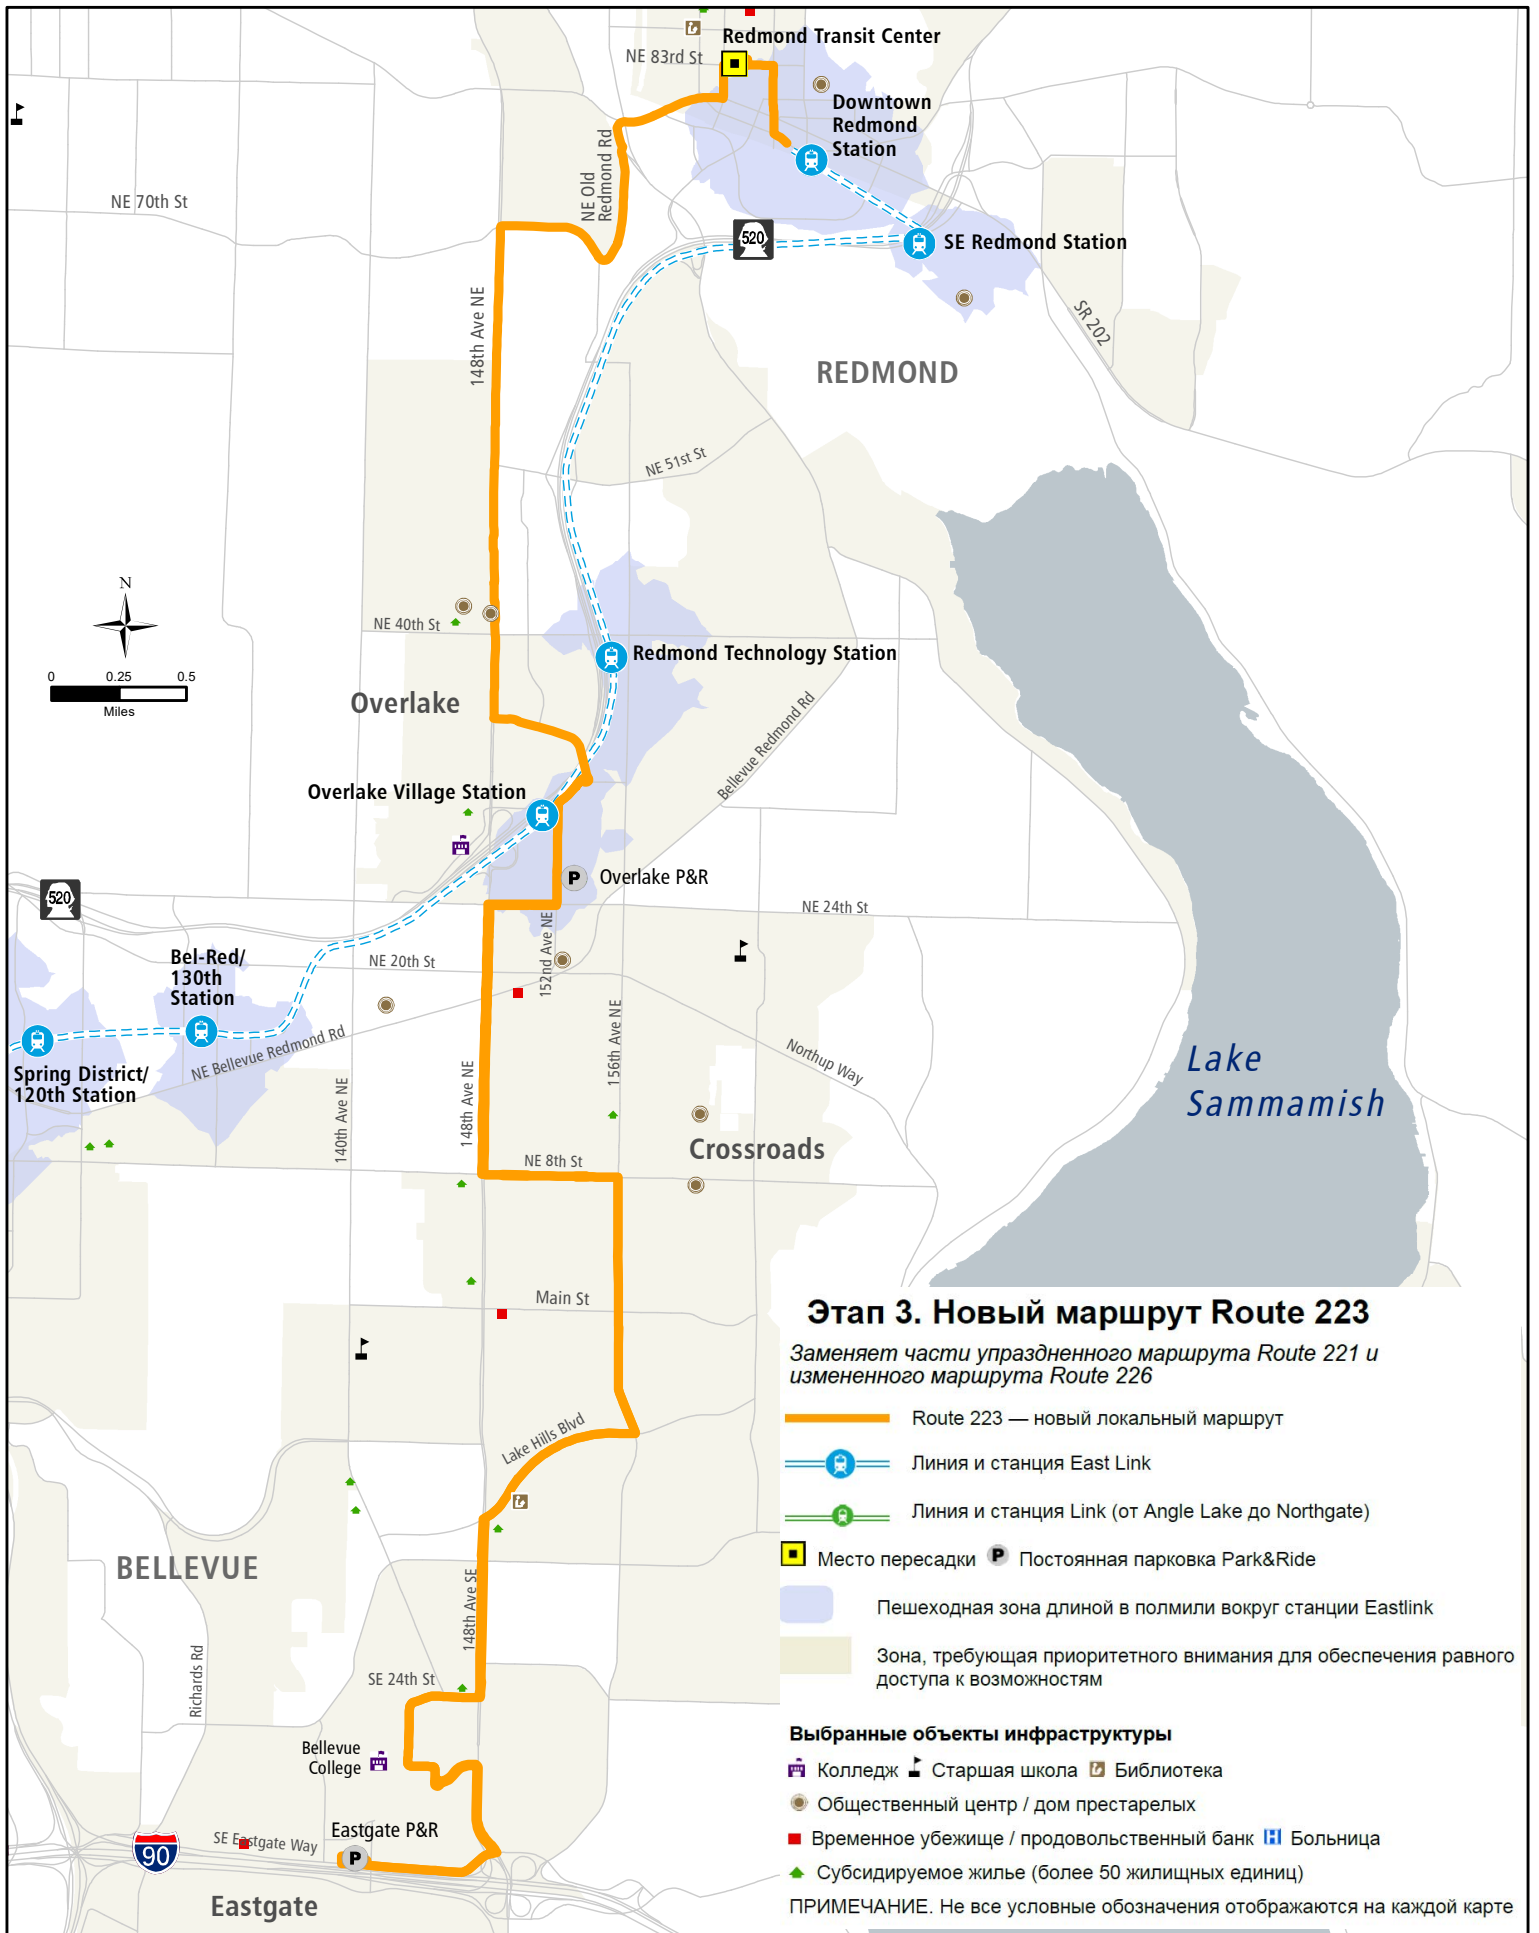 Redmond Transit Center
NE 83rd St
Downtown
Redmond
Station
NE Old
Redmond Rd
NE 70th St
520
SE Redmond Station
148th Ave NE
SR 202
REDMOND
NE 51st St
N
NE 40th St
Redmond Technology Station
0 0.25 0.5
Miles
Overlake
Bellevue Redmond Rd
Overlake Village Station
P
Overlake P&R
520
NE 24th St
152nd Ave NE
Bel-Red/
130th
Station
NE 20th St
156th Ave NE
NE Bellevue Redmond Rd
Northup Way
Spring District/
120th Station
Lake
Sammamish
140th Ave NE
148th Ave NE
Crossroads
NE 8th St
Main St
Lake Hills Blvd
BELLEVUE
148th Ave SE
Richards Rd
SE 24th St
Bellevue
College
Eastgate P&R
P
SE Eastgate Way
90
Eastgate
Этап 3. Новый маршрут Route 223
Заменяет части упраздненного маршрута Route 221 и
измененного маршрута Route 226
Route 223 — новый локальный маршрут
Линия и станция East Link
Линия и станция Link (от Angle Lake до Northgate)
Место пересадки P Постоянная парковка Park&Ride
Пешеходная зона длиной в полмили вокруг станции Eastlink
Зона, требующая приоритетного внимания для обеспечения равного
доступа к возможностям
Выбранные объекты инфраструктуры
Колледж Старшая школа Библиотека
Общественный центр / дом престарелых
Временное убежище / продовольственный банк H Больница
Субсидируемое жилье (более 50 жилищных единиц)
ПРИМЕЧАНИЕ. Не все условные обозначения отображаются на каждой карте